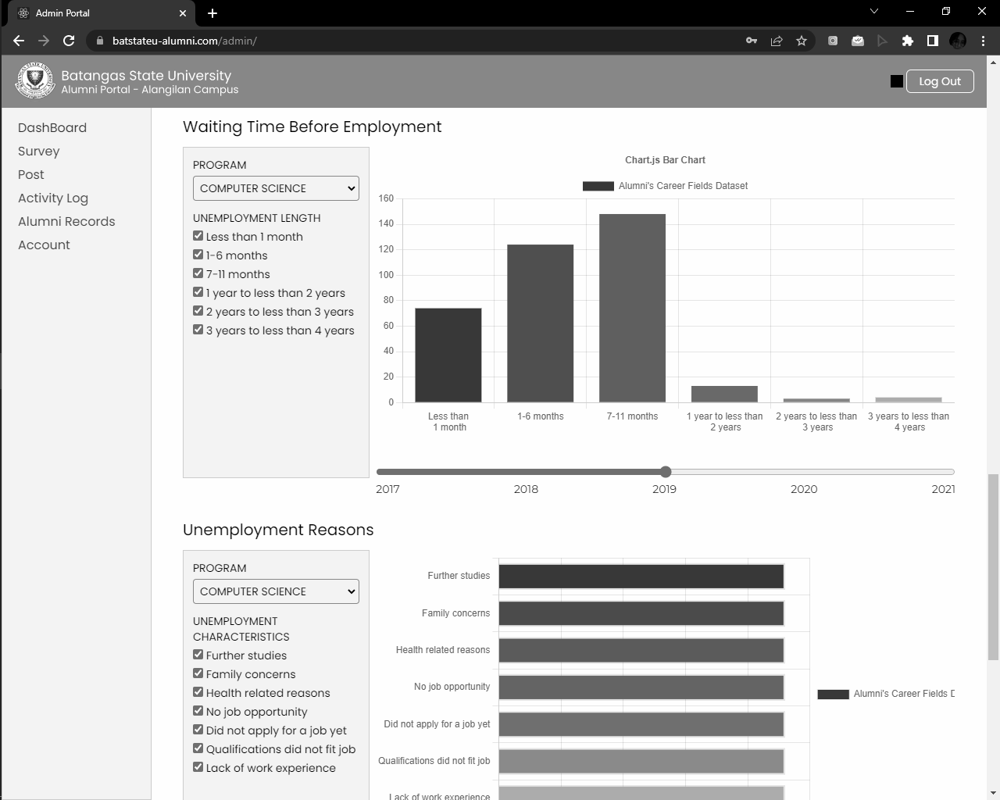 Admin Portal
batstateu-alumni.com/admin/
Batangas State University
Alumni Portal - Alangilan Campus
Log Out
DashBoard
Survey
Post
Activity Log
Alumni Records
Account
Waiting Time Before Employment
PROGRAM
COMPUTER SCIENCE
UNEMPLOYMENT LENGTH
Less than 1 month
1-6 months
7-11 months
1 year to less than 2 years
2 years to less than 3 years
3 years to less than 4 years
Chart.js Bar Chart
Alumni's Career Fields Dataset
160
140
120
100
80
60
40
20
0
Less than
1 month
1-6 months
7-11 months
1 year to less than
2 years
2 years to less than
3 years
3 years to less than
4 years
2017 2018 2019 2020 2021
Unemployment Reasons
PROGRAM
COMPUTER SCIENCE
UNEMPLOYMENT
CHARACTERISTICS
Further studies
Family concerns
Health related reasons
No job opportunity
Did not apply for a job yet
Qualifications did not fit job
Lack of work experience
Further studies
Family concerns
Health related reasons
No job opportunity
Did not apply for a job yet
Qualifications did not fit job
Lack of work experience
Alumni's Career Fields D